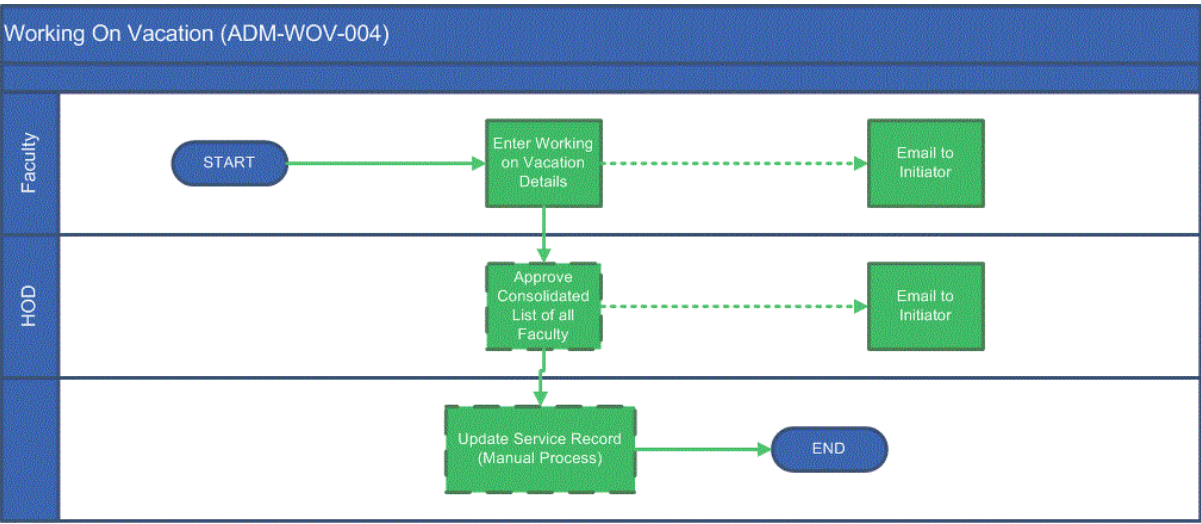 Working On Vacation (ADM-WOV-004)
Faculty
START
Enter Working
on Vacation
Details
Email to
Initiator
HOD
Approve
Consolidated
List of all
Faculty
Email to
Initiator
Update Service Record
(Manual Process)
END